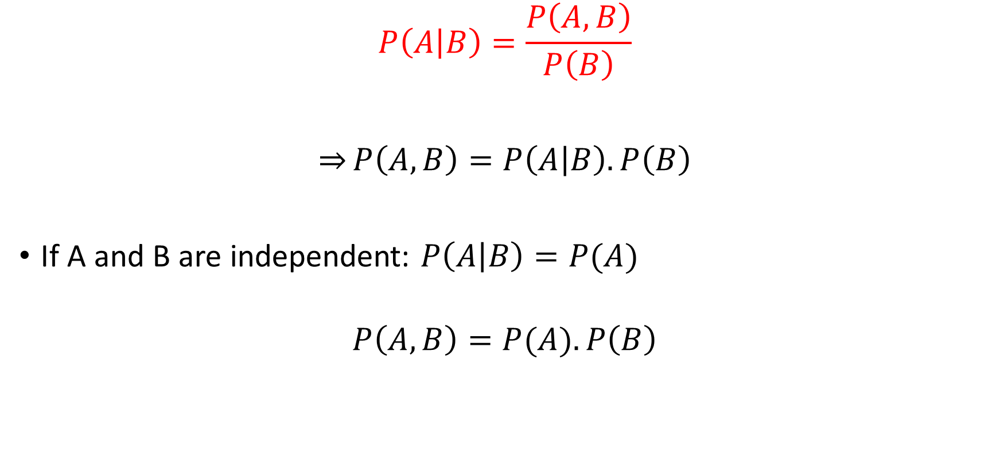 P(A|B) = P(A, B) / P(B)
⇒ P(A, B) = P(A|B). P(B)
• If A and B are independent: P(A|B) = P(A)
P(A, B) = P(A). P(B)